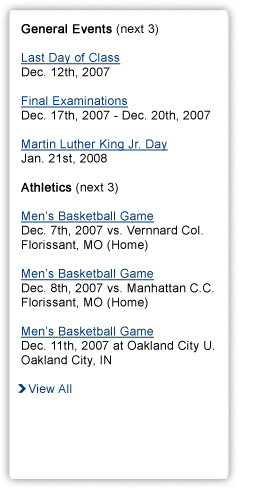 General Events (next 3)
Last Day of Class
Dec. 12th, 2007
Final Examinations
Dec. 17th, 2007 - Dec. 20th, 2007
Martin Luther King Jr. Day
Jan. 21st, 2008
Athletics (next 3)
Men's Basketball Game
Dec. 7th, 2007 vs. Vernnard Col.
Florissant, MO (Home)
Men's Basketball Game
Dec. 8th, 2007 vs. Manhattan C.C.
Florissant, MO (Home)
Men's Basketball Game
Dec. 11th, 2007 at Oakland City U.
Oakland City, IN
View All